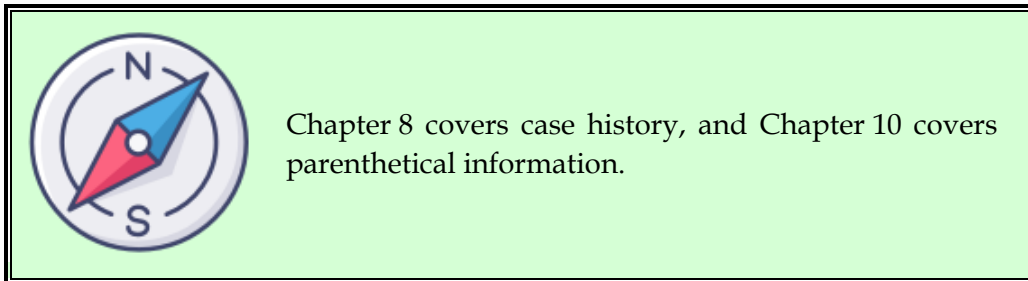 N
Chapter 8 covers case history, and Chapter 10 covers
parenthetical information.
S